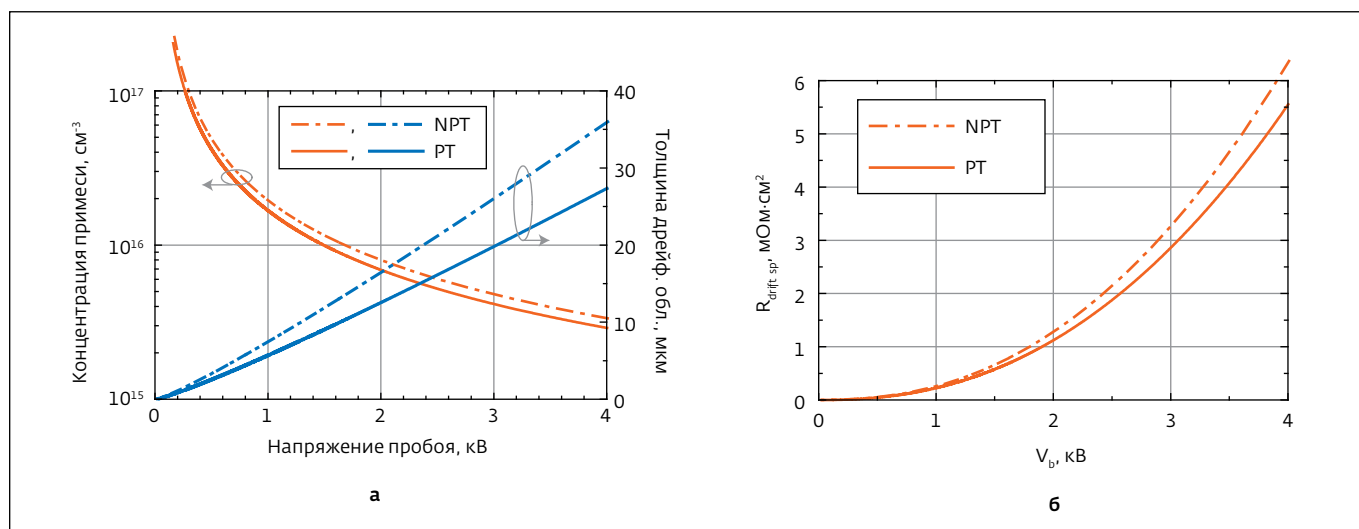 Концентрация примеси, см⁻³
10¹⁷
10¹⁶
10¹⁵
, NPT
, PT
40
30
20
10
0
Толщина дрейф. обл., мкм
0 1 2 3 4
Напряжение пробоя, кВ
а
R_drift sp, мОм·см²
6
5
4
3
2
1
0
NPT
PT
0 1 2 3 4
V_b, кВ
б